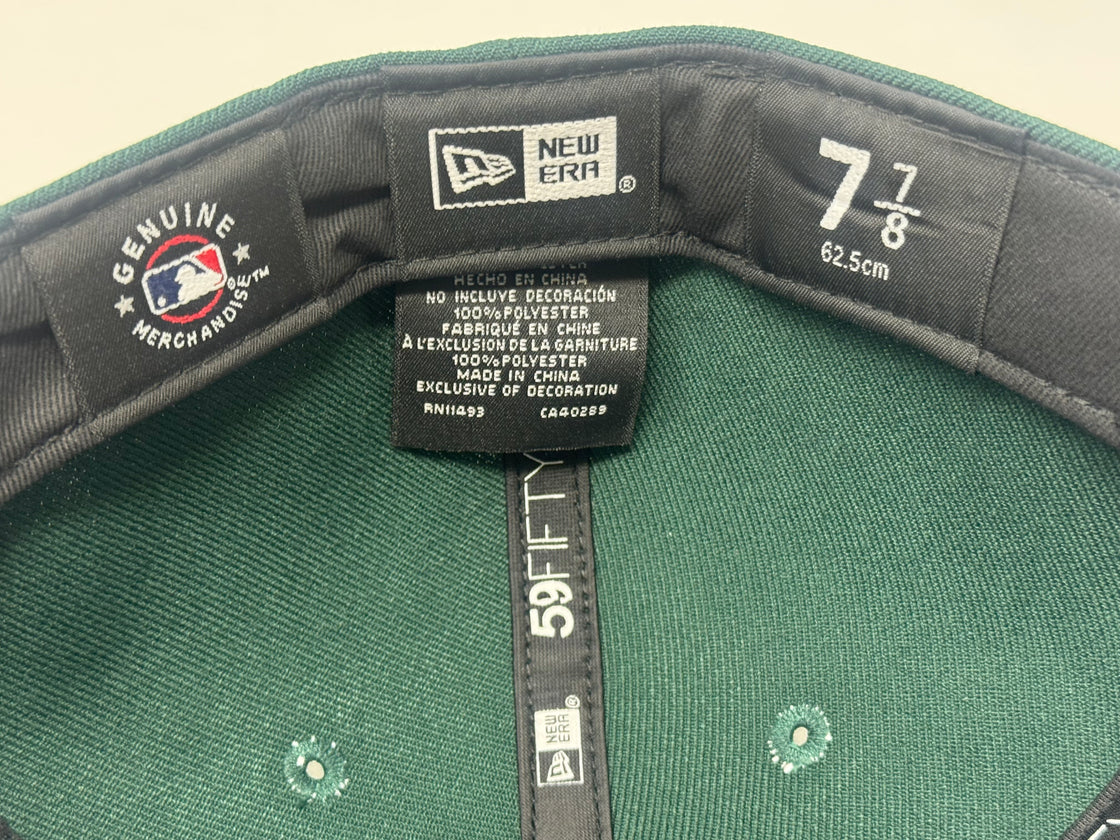 GENUINE
MERCHANDISE™
NEW
ERA
®
7 7/8
62.5cm
HECHO EN CHINA
NO INCLUYE DECORACIÓN
100% POLYESTER
FABRIQUÉ EN CHINE
À L'EXCLUSION DE LA GARNITURE
100% POLYESTER
MADE IN CHINA
EXCLUSIVE OF DECORATION
RN11493 CA40289
59FIFTY
NEW
ERA
®